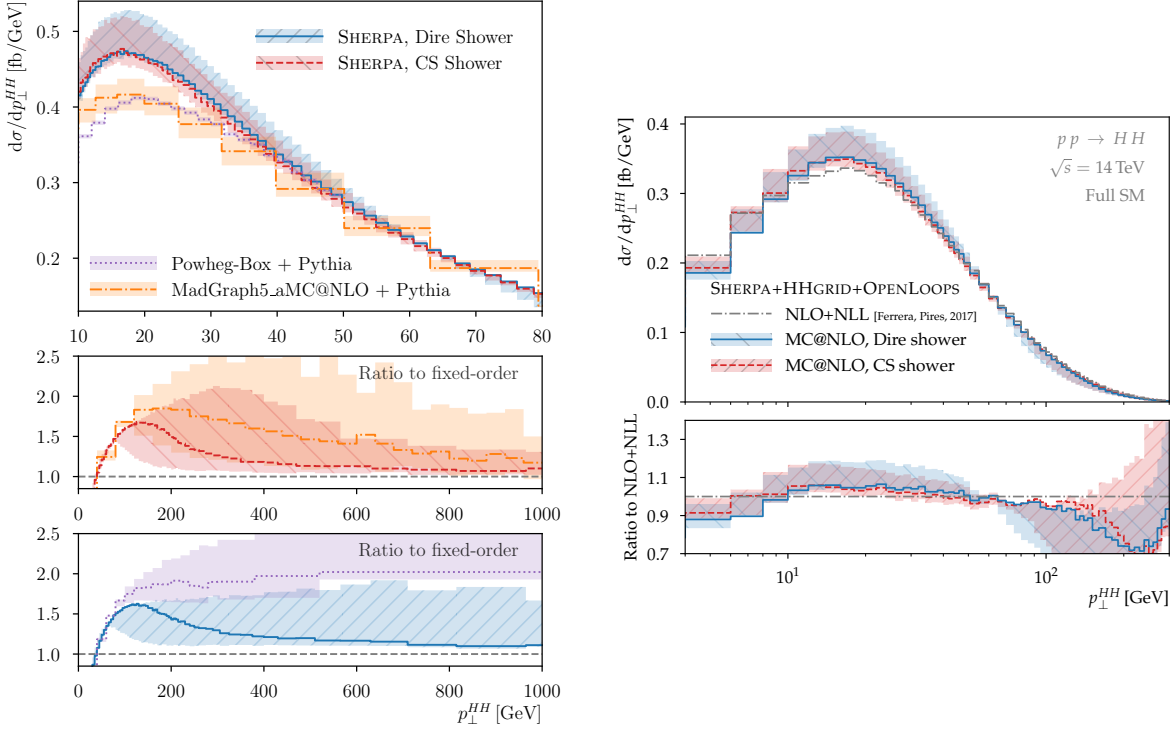 dσ/dp⊥^HH [fb/GeV]
0.5
0.4
0.3
0.2
SHERPA, Dire Shower
SHERPA, CS Shower
Powheg-Box + Pythia
MadGraph5_aMC@NLO + Pythia
10 20 30 40 50 60 70 80
Ratio to fixed-order
2.5
2.0
1.5
1.0
0 200 400 600 800 1000
Ratio to fixed-order
2.5
2.0
1.5
1.0
0 200 400 600 800 1000
p⊥^HH [GeV]
dσ/dp⊥^HH [fb/GeV]
0.4
0.3
0.2
0.1
0.0
p p → HH
√s = 14 TeV
Full SM
SHERPA+HHGRID+OPENLOOPS
NLO+NLL [Ferrera, Pires, 2017]
MC@NLO, Dire shower
MC@NLO, CS shower
Ratio to NLO+NLL
1.3
1.1
0.9
0.7
10^1 10^2
p⊥^HH [GeV]